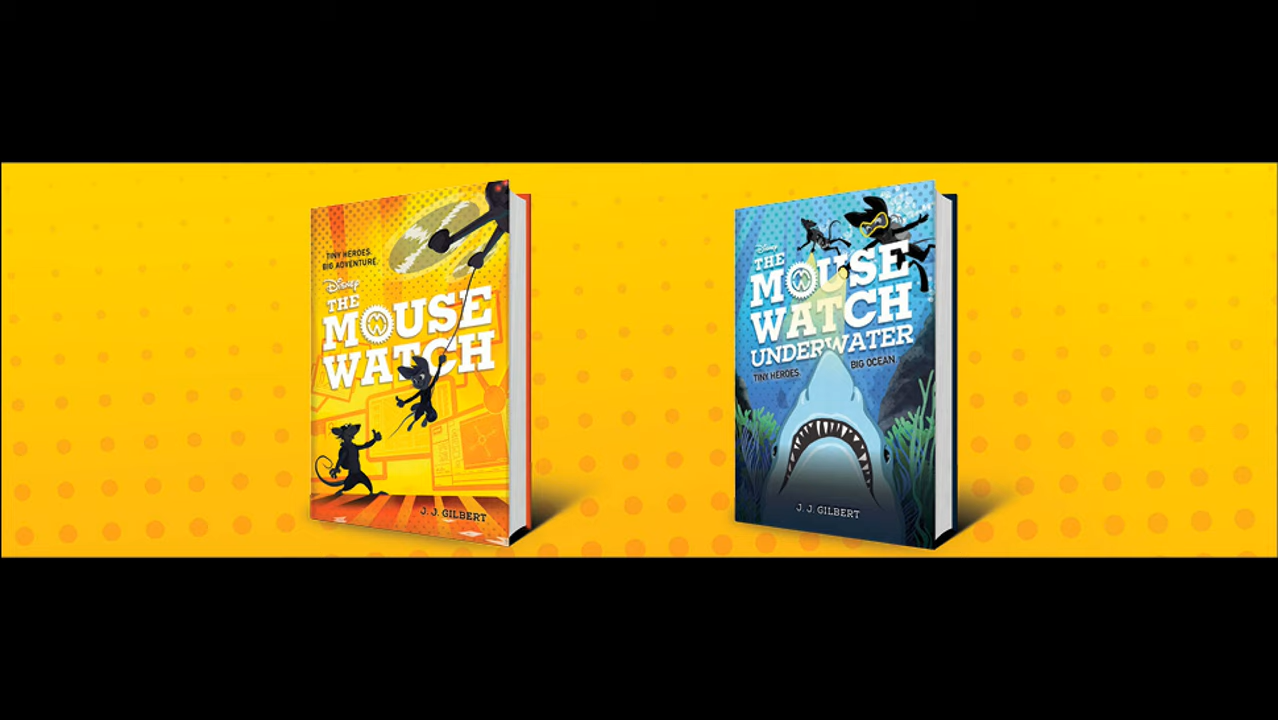 TINY HEROES.
BIG ADVENTURE.
Disney
THE
MOUSE
WATCH
J. J. GILBERT
Disney
THE
MOUSE
WATCH
UNDERWATER
TINY HEROES.
BIG OCEAN.
J. J. GILBERT